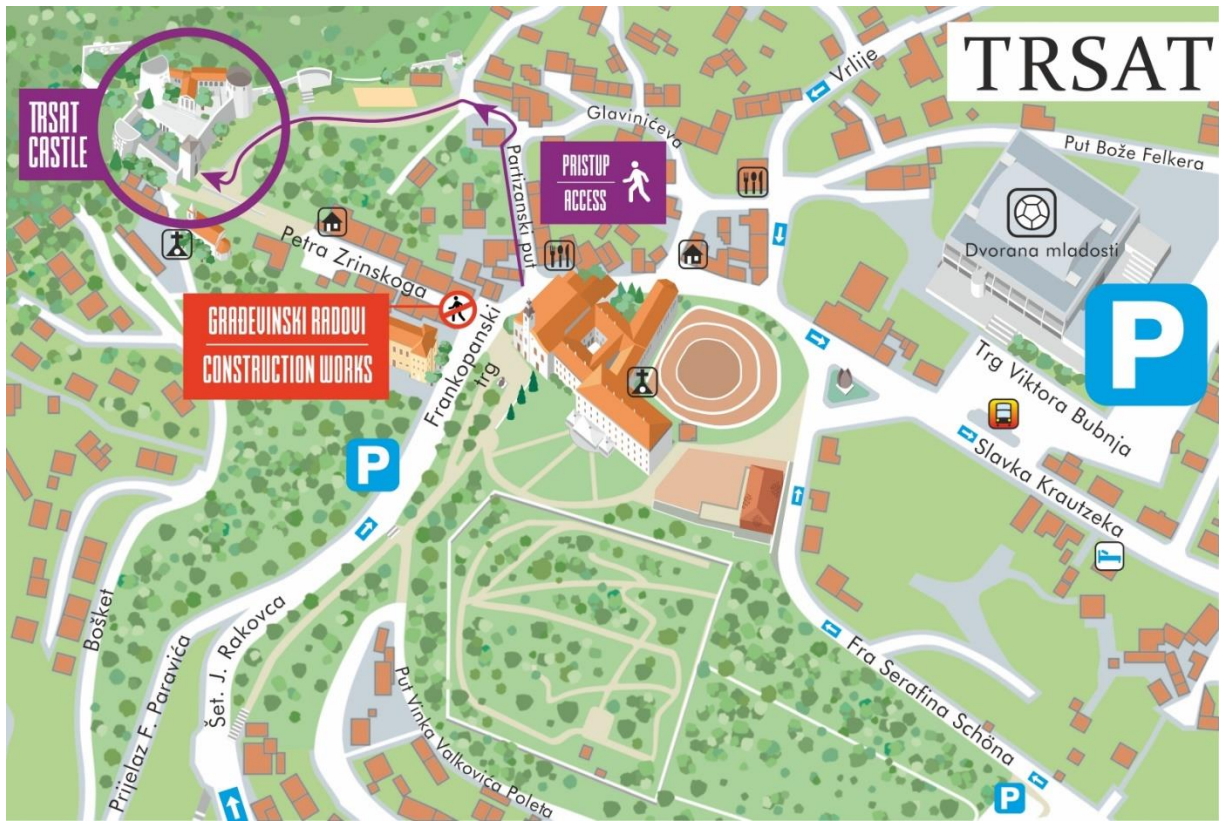 TRSAT
TRSAT
CASTLE
Vrlije
Glavinićeva
Put Bože Felkera
PRISTUP
ACCESS
Partizanski put
Dvorana mladosti
Petra Zrinskoga
GRAĐEVINSKI RADOVI
CONSTRUCTION WORKS
Frankopanski
trg
P
Trg Viktora Bubnja
P
Slavka Krautzeka
Bošket
Prijelaz F. Paravića
Šet. J. Rakovca
Put Vinka Valkovića Poleta
Fra Serafina Schöna
P